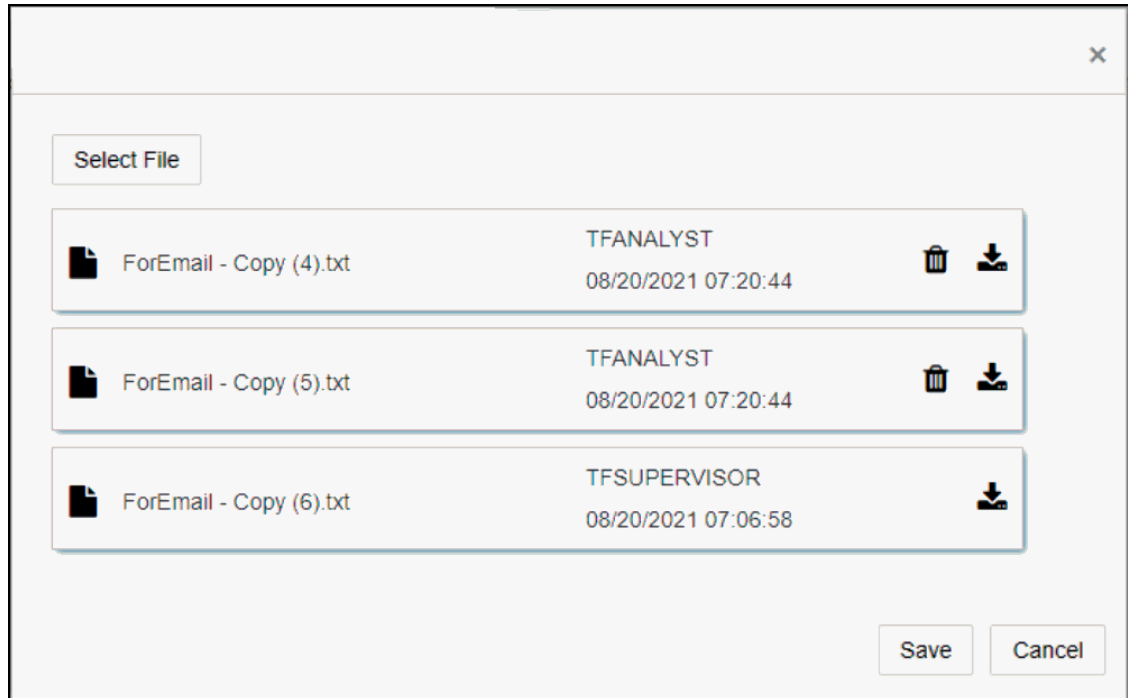 ×
Select File
ForEmail - Copy (4).txt
TFANALYST
08/20/2021 07:20:44
ForEmail - Copy (5).txt
TFANALYST
08/20/2021 07:20:44
ForEmail - Copy (6).txt
TFSUPERVISOR
08/20/2021 07:06:58
Save
Cancel